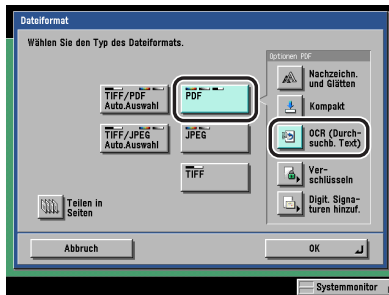 Dateiformat
Wählen Sie den Typ des Dateiformats.
Optionen PDF
TIFF/PDF
Auto.Auswahl
PDF
Nachzeichn.
und Glätten
Kompakt
TIFF/JPEG
Auto.Auswahl
JPEG
OCR (Durch-
suchb. Text)
TIFF
Ver-
schlüsseln
Teilen in
Seiten
Digit. Signa-
turen hinzuf.
Abbruch
OK
Systemmonitor